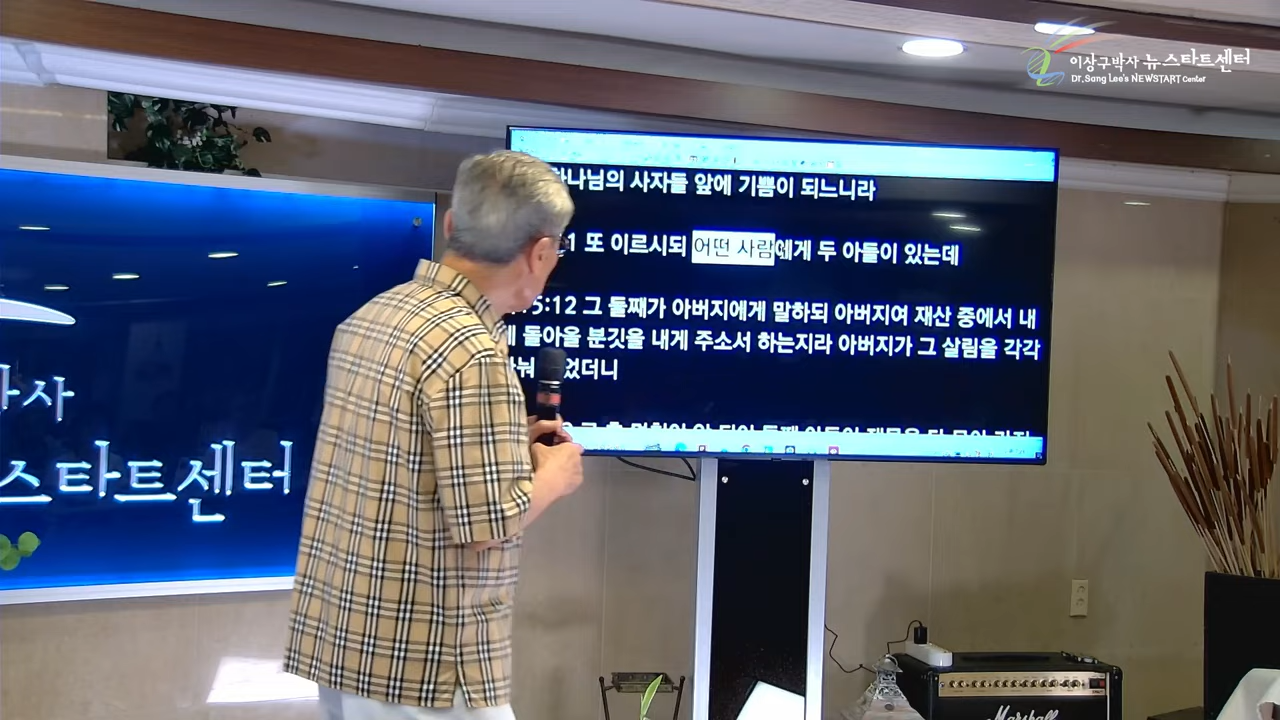 이상구박사 뉴스타트센터
Dr. Sang Lee's NEWSTART Center
하나님의 사자들 앞에 기쁨이 되느니라
1 또 이르시되 어떤 사람에게 두 아들이 있는데
5:12 그 둘째가 아버지에게 말하되 아버지여 재산 중에서 내
게 돌아올 분깃을 내게 주소서 하는지라 아버지가 그 살림을 각각
나눠 었더니
박사
스타트센터
Marshall